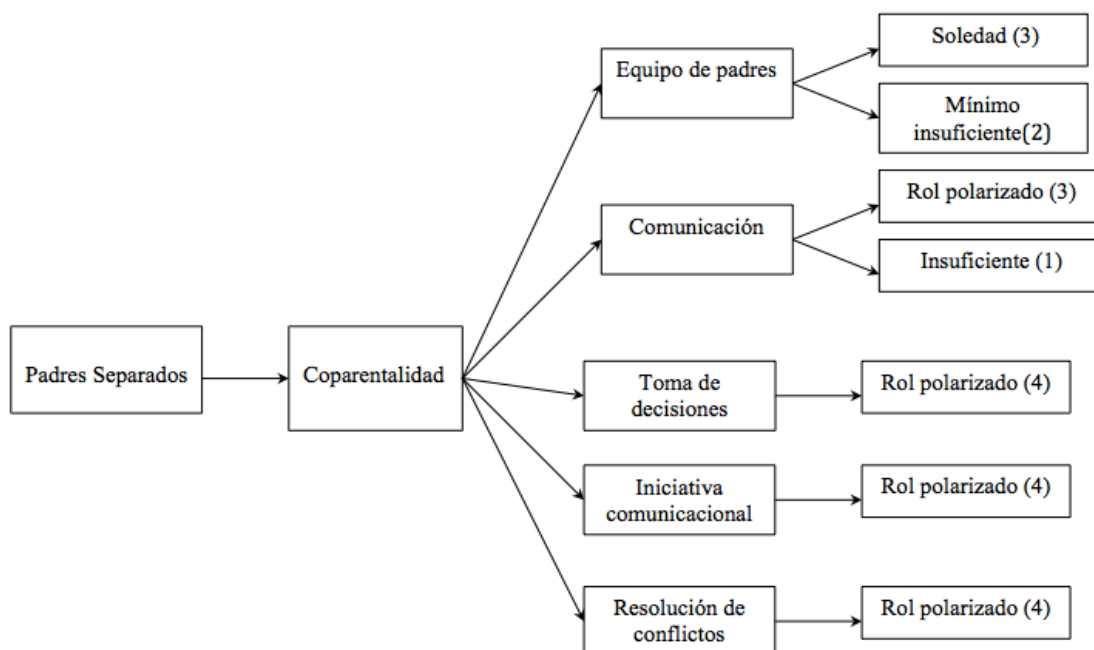 Padres Separados
Coparentalidad
Equipo de padres
Soledad (3)
Mínimo
insuficiente(2)
Comunicación
Rol polarizado (3)
Insuficiente (1)
Toma de
decisiones
Rol polarizado (4)
Iniciativa
comunicacional
Rol polarizado (4)
Resolución de
conflictos
Rol polarizado (4)